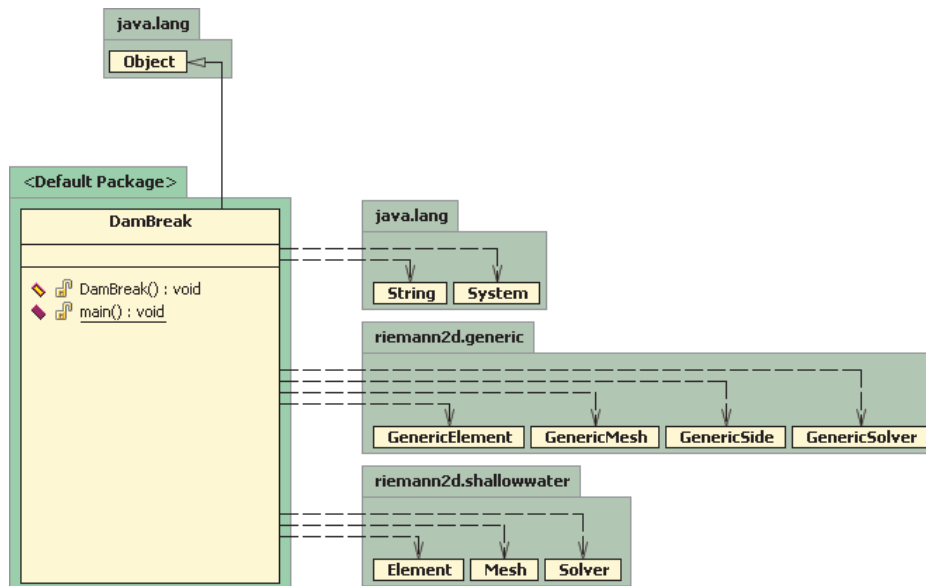 java.lang
Object
<Default Package>
DamBreak
DamBreak() : void
main() : void
java.lang
String System
riemann2d.generic
GenericElement GenericMesh GenericSide GenericSolver
riemann2d.shallowwater
Element Mesh Solver